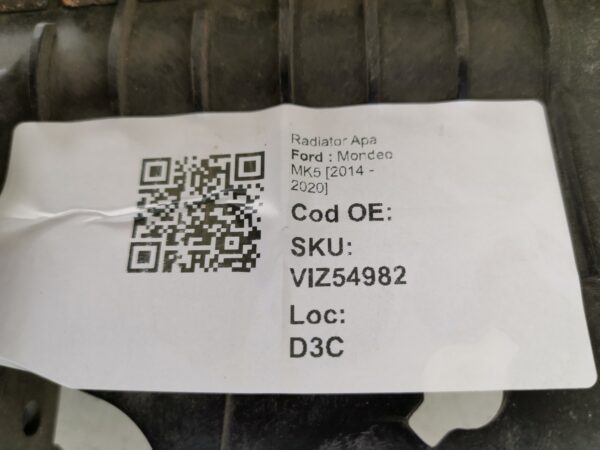 Radiator Apa
Ford : Mondeo
MK5 [2014 -
2020]
Cod OE:
SKU:
VIZ54982
Loc:
D3C